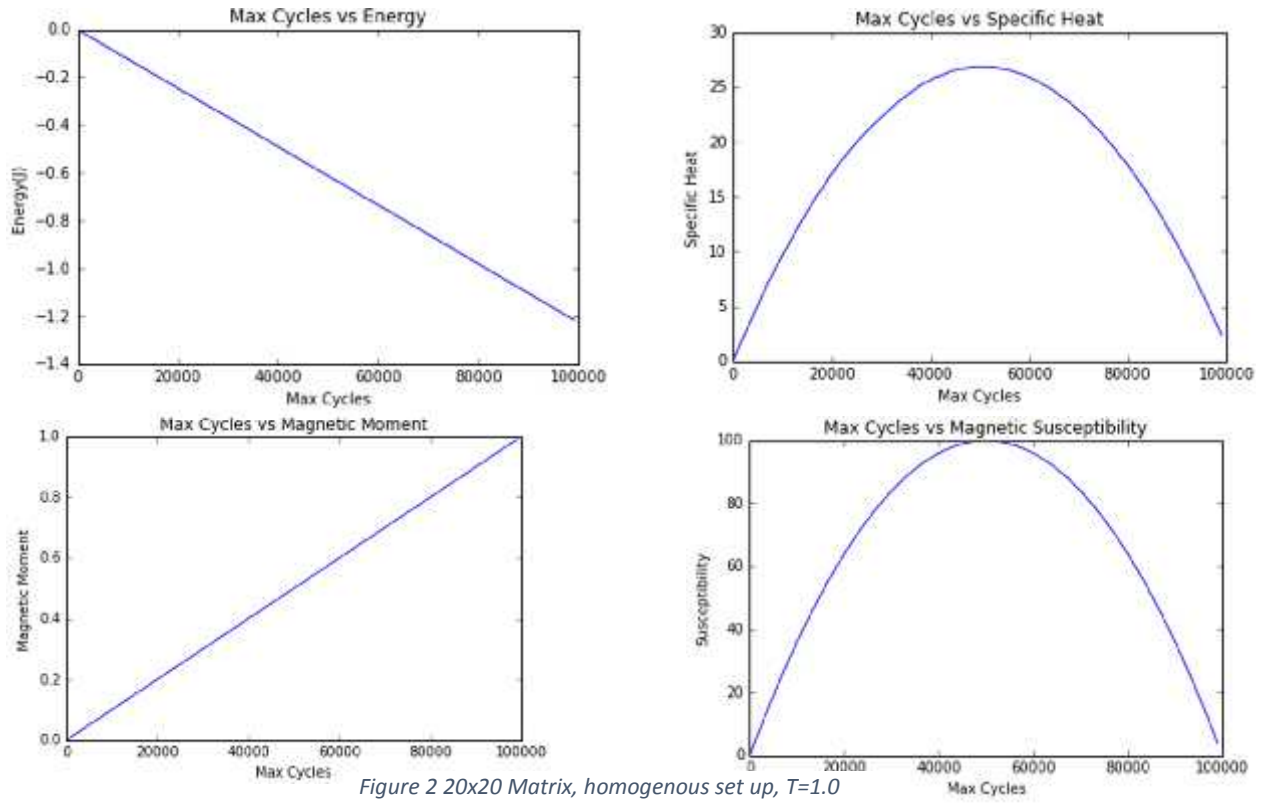 Max Cycles vs Energy
0.0
−0.2
−0.4
−0.6
−0.8
−1.0
−1.2
−1.4
Energy(J)
0 20000 40000 60000 80000 100000
Max Cycles
Max Cycles vs Specific Heat
30
25
20
15
10
5
0
Specific Heat
0 20000 40000 60000 80000 100000
Max Cycles
Max Cycles vs Magnetic Moment
1.0
0.8
0.6
0.4
0.2
0.0
Magnetic Moment
0 20000 40000 60000 80000 100000
Max Cycles
Max Cycles vs Magnetic Susceptibility
100
80
60
40
20
0
Susceptibility
0 20000 40000 60000 80000 100000
Max Cycles
Figure 2 20x20 Matrix, homogenous set up, T=1.0